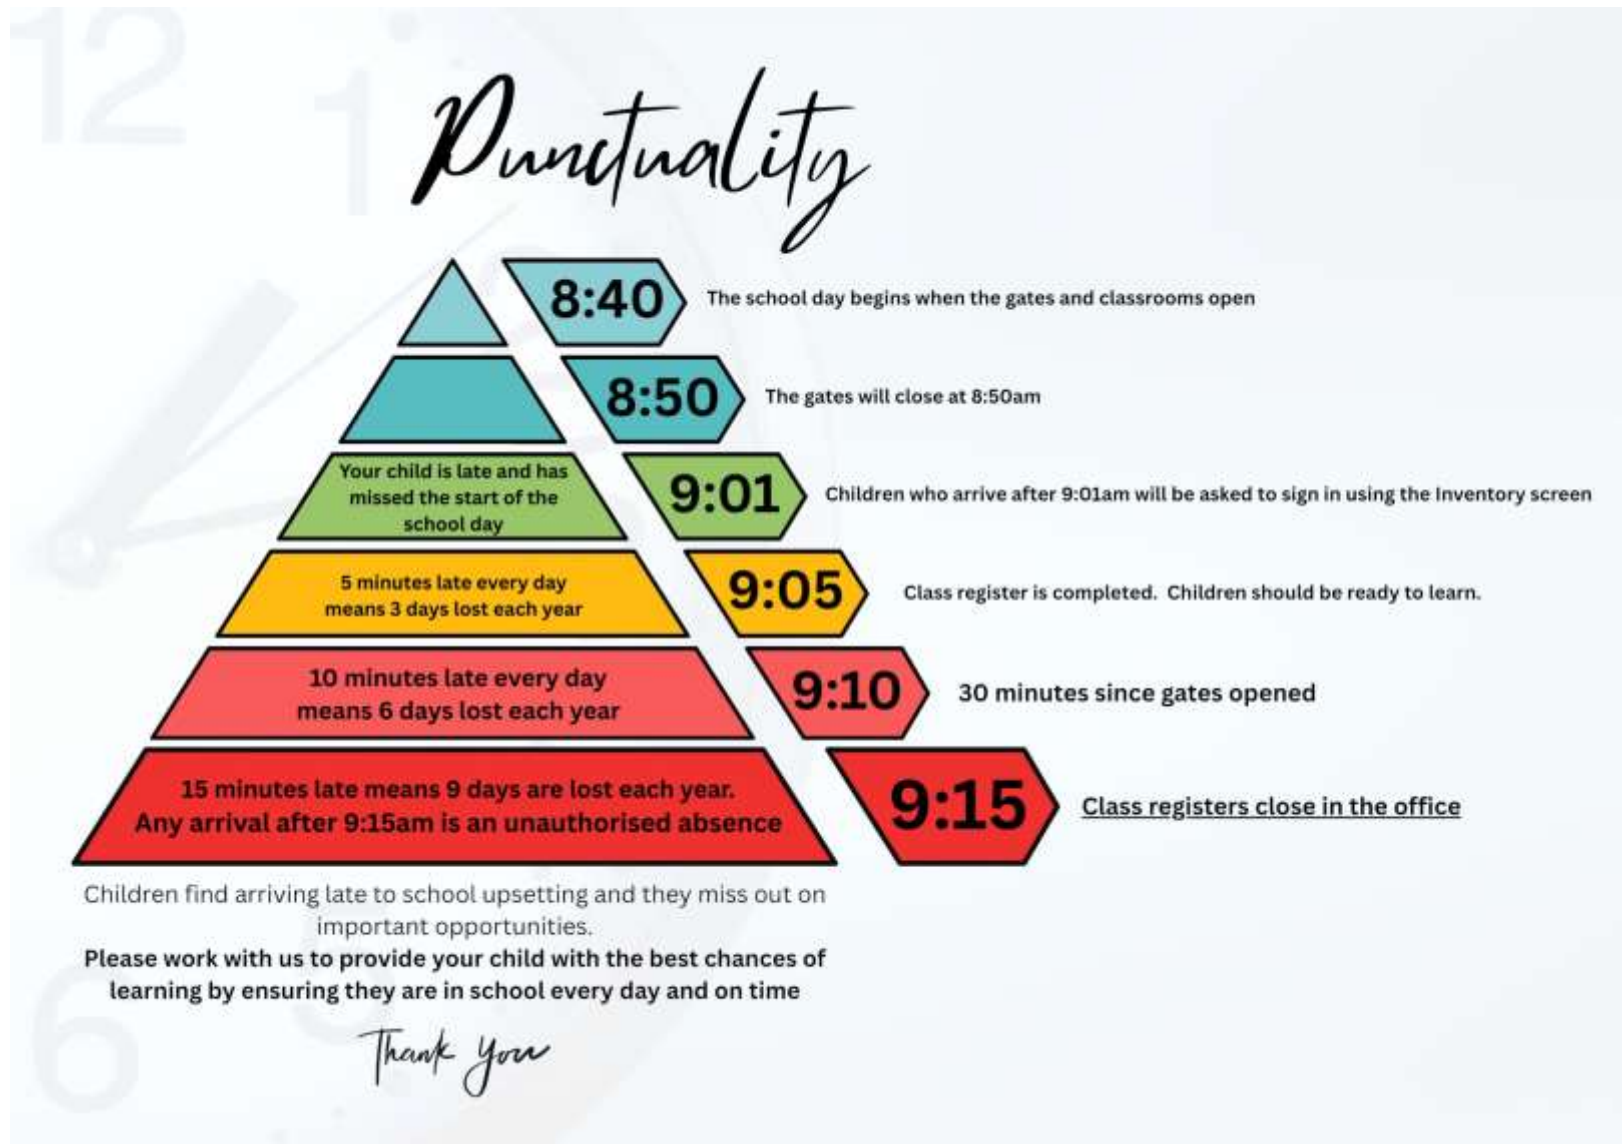 12
1
Punctuality
8:40
The school day begins when the gates and classrooms open
8:50
The gates will close at 8:50am
Your child is late and has
missed the start of the
school day
9:01
Children who arrive after 9:01am will be asked to sign in using the Inventory screen
5 minutes late every day
means 3 days lost each year
9:05
Class register is completed. Children should be ready to learn.
10 minutes late every day
means 6 days lost each year
9:10
30 minutes since gates opened
15 minutes late means 9 days are lost each year.
Any arrival after 9:15am is an unauthorised absence
9:15
Class registers close in the office
Children find arriving late to school upsetting and they miss out on
important opportunities.
Please work with us to provide your child with the best chances of
learning by ensuring they are in school every day and on time
6
5
Thank You